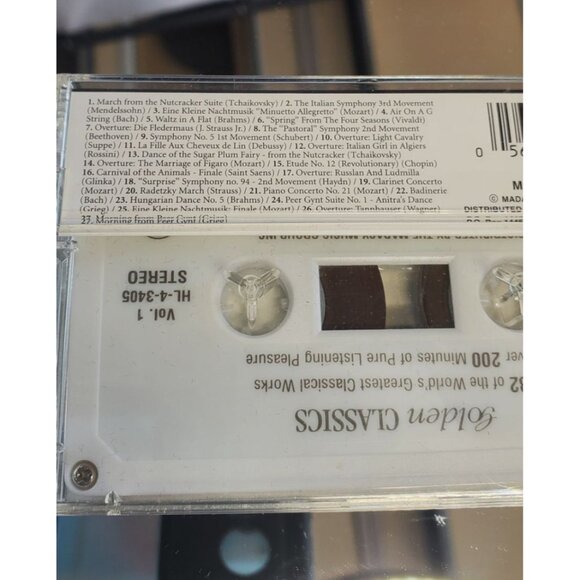 1. March from the Nutcracker Suite (Tchaikovsky) / 2. The Italian Symphony 3rd Movement
(Mendelssohn) / 3. Eine Kleine Nachtmusik "Minuetto Allegretto" (Mozart) / 4. Air On A G
String (Bach) / 5. Waltz in A Flat (Brahms) / 6. "Spring" From The Four Seasons (Vivaldi) /
7. Overture: Die Fledermaus (J. Strauss Jr.) / 8. The "Pastoral" Symphony 2nd Movement
(Beethoven) / 9. Symphony No. 5 1st Movement (Schubert) / 10. Overture: Light Cavalry
(Suppe) / 11. La Fille Aux Cheveux de Lin (Debussy) / 12. Overture: Italian Girl in Algiers
(Rossini) / 13. Dance of the Sugar Plum Fairy - from the Nutcracker (Tchaikovsky)
14. Overture: The Marriage of Figaro (Mozart) / 15. Etude No. 12 (Revolutionary) (Chopin)
16. Carnival of the Animals - Finale (Saint Saens) / 17. Overture: Russlan And Ludmilla
(Glinka) / 18. "Surprise" Symphony no. 94 - 2nd Movement (Haydn) / 19. Clarinet Concerto
(Mozart) / 20. Radetzky March (Strauss) / 21. Piano Concerto No. 21 (Mozart) / 22. Badinerie
(Bach) / 23. Hungarian Dance No. 5 (Brahms) / 24. Peer Gynt Suite No. 1 - Anitra's Dance
(Grieg) / 25. Eine Kleine Nachtmusik: Finale (Mozart) / 26. Overture: Tannhauser (Wagner)
27. Morning from Peer Gynt (Grieg)
0 56
M
© MADA
DISTRIBUTED
Golden CLASSICS
32 of the World's Greatest Classical Works
ver 200 Minutes of Pure Listening Pleasure
Vol. 1
HL-4-3405
STEREO